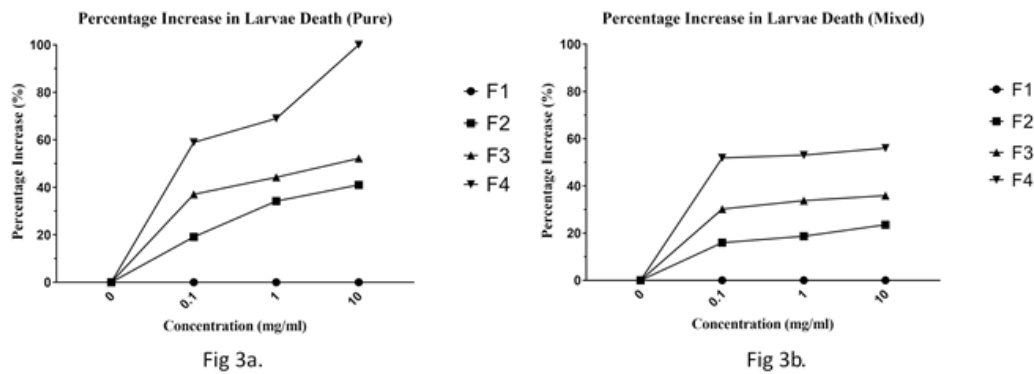 Percentage Increase in Larvae Death (Pure)
Percentage Increase (%)
100
80
60
40
20
0
0
0.1
1
10
Concentration (mg/ml)
F1
F2
F3
F4
Fig 3a.
Percentage Increase in Larvae Death (Mixed)
Percentage Increase (%)
100
80
60
40
20
0
0
0.1
1
10
Concentration (mg/ml)
F1
F2
F3
F4
Fig 3b.